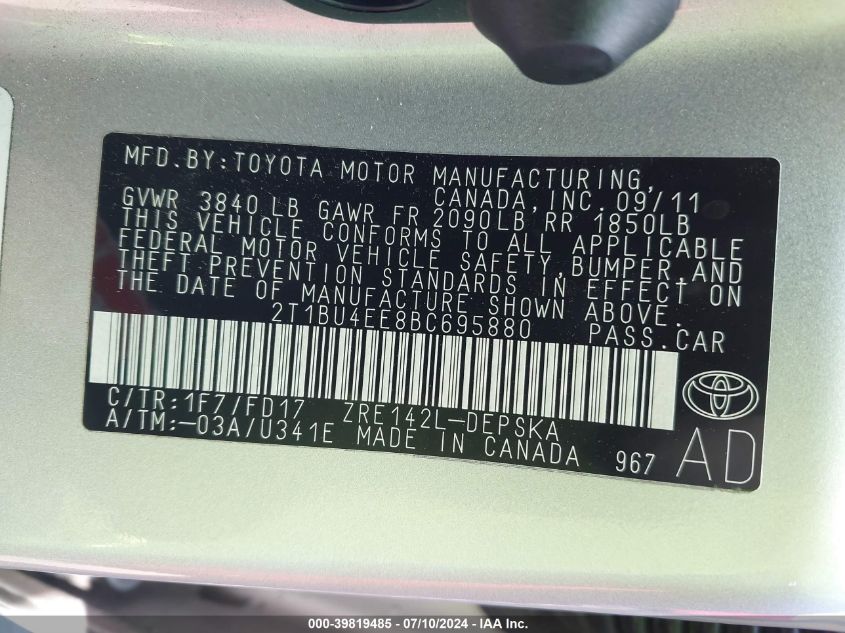 MFD.BY:TOYOTA MOTOR MANUFACTURING,
CANADA,INC.09/11
GVWR 3840LB GAWR FR 2090LB RR 1850LB
THIS VEHICLE CONFORMS TO ALL APPLICABLE
FEDERAL MOTOR VEHICLE SAFETY,BUMPER,AND
THEFT PREVENTION STANDARDS IN EFFECT ON
THE DATE OF MANUFACTURE SHOWN ABOVE.
2T1BU4EE8BC695880 PASS.CAR
C/TR:1F7/FD17 ZRE142L-DEPSKA
A/TM:-03A/U341E MADE IN CANADA 967 AD
000-39819485 - 07/10/2024 - IAA Inc.